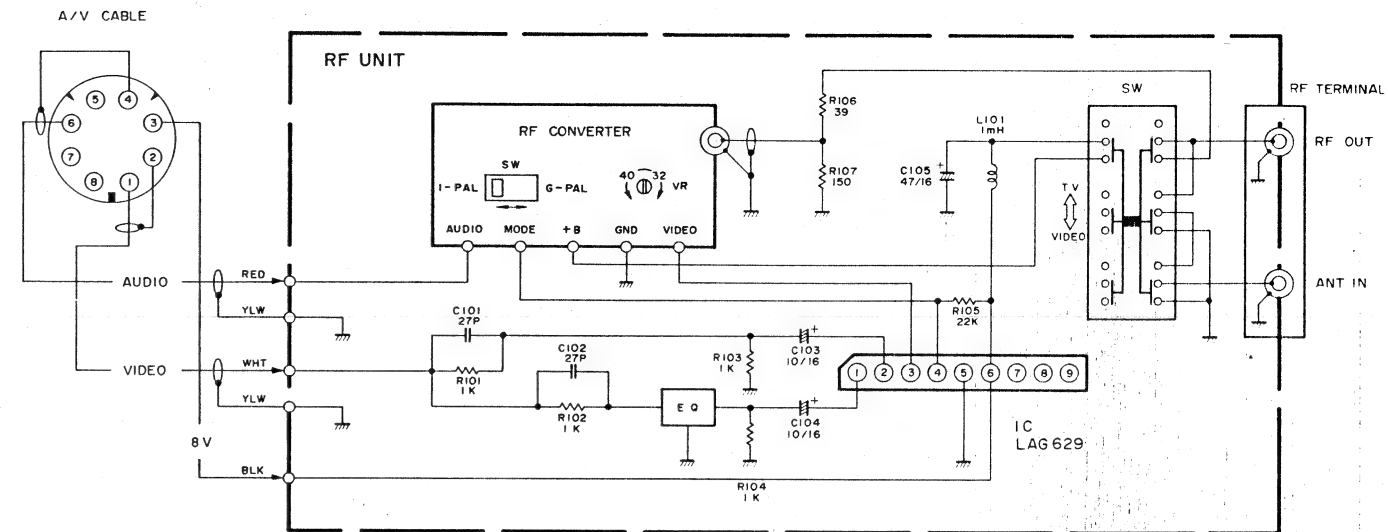 A/V CABLE
5
4
6
3
7
2
8
1
RF UNIT
RF CONVERTER
SW
I-PAL
G-PAL
40
32
VR
AUDIO
MODE
+B
GND
VIDEO
R106
39
R107
150
L101
1mH
C105
47/16
+
SW
TV
VIDEO
RF TERMINAL
RF OUT
ANT IN
AUDIO
RED
YLW
VIDEO
WHT
YLW
8V
BLK
C101
27P
R101
1K
C102
27P
R102
1K
EQ
R103
1K
C103
10/16
+
R104
1K
C104
10/16
+
R105
22K
1
2
3
4
5
6
7
8
9
IC
LAG629